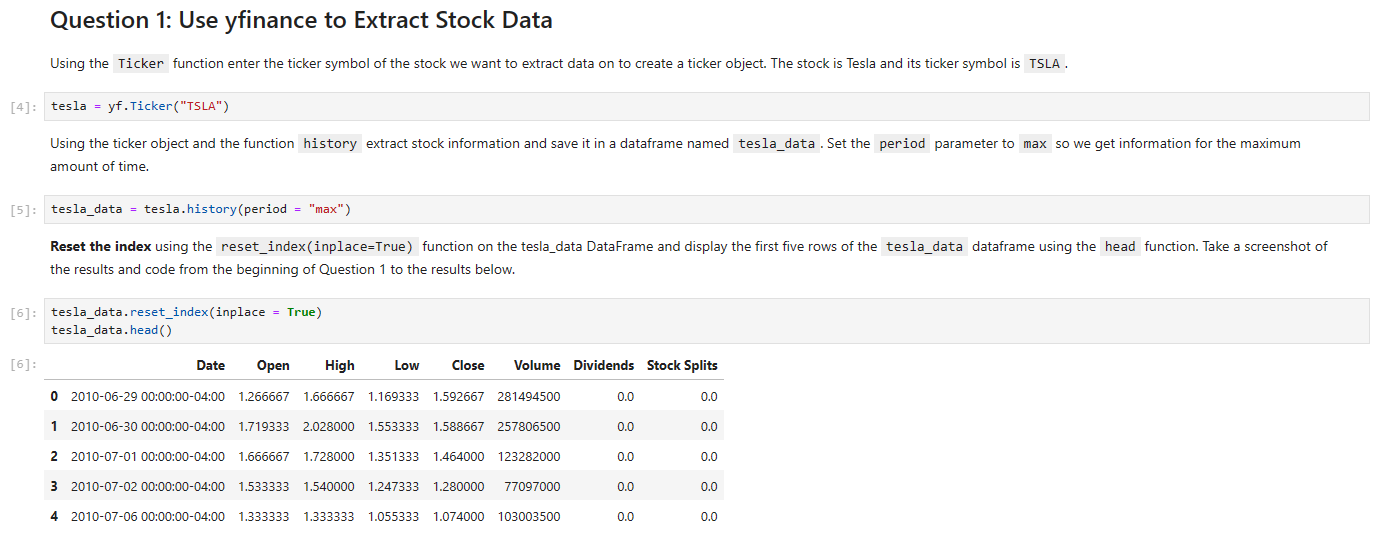 Question 1: Use yfinance to Extract Stock Data
Using the Ticker function enter the ticker symbol of the stock we want to extract data on to create a ticker object. The stock is Tesla and its ticker symbol is TSLA .
[4]: tesla = yf.Ticker("TSLA")
Using the ticker object and the function history extract stock information and save it in a dataframe named tesla_data . Set the period parameter to max so we get information for the maximum
amount of time.
[5]: tesla_data = tesla.history(period = "max")
Reset the index using the reset_index(inplace=True) function on the tesla_data DataFrame and display the first five rows of the tesla_data dataframe using the head function. Take a screenshot of
the results and code from the beginning of Question 1 to the results below.
[6]: tesla_data.reset_index(inplace = True)
tesla_data.head()
[6]: Date Open High Low Close Volume Dividends Stock Splits
0 2010-06-29 00:00:00-04:00 1.266667 1.666667 1.169333 1.592667 281494500 0.0 0.0
1 2010-06-30 00:00:00-04:00 1.719333 2.028000 1.553333 1.588667 257806500 0.0 0.0
2 2010-07-01 00:00:00-04:00 1.666667 1.728000 1.351333 1.464000 123282000 0.0 0.0
3 2010-07-02 00:00:00-04:00 1.533333 1.540000 1.247333 1.280000 77097000 0.0 0.0
4 2010-07-06 00:00:00-04:00 1.333333 1.333333 1.055333 1.074000 103003500 0.0 0.0